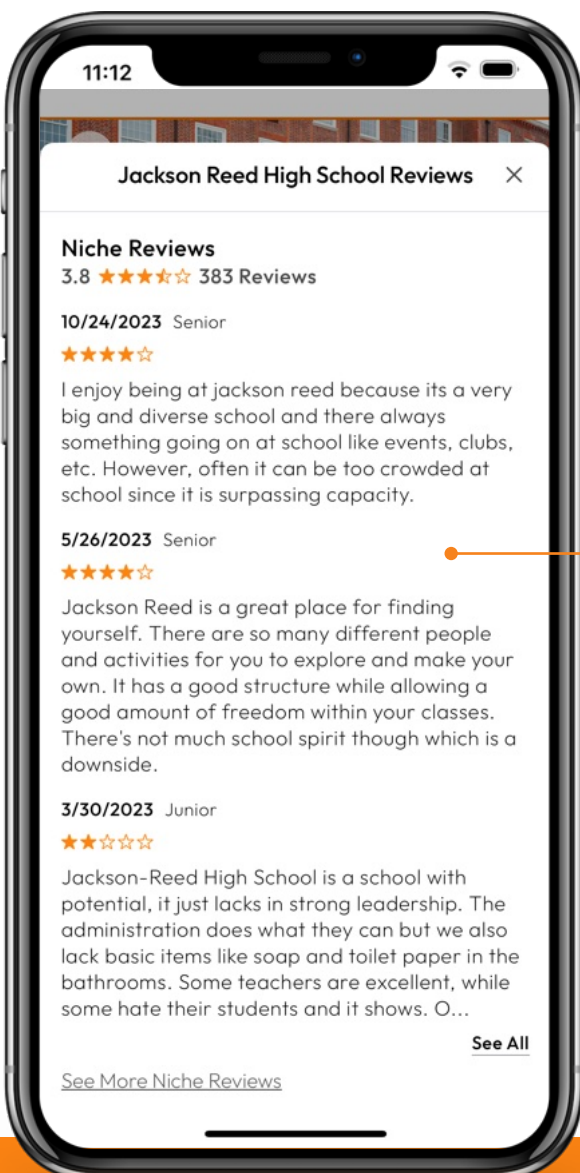 11:12
Jackson Reed High School Reviews
Niche Reviews
3.8 383 Reviews
10/24/2023 Senior
I enjoy being at jackson reed because its a very
big and diverse school and there always
something going on at school like events, clubs,
etc. However, often it can be too crowded at
school since it is surpassing capacity.
5/26/2023 Senior
Jackson Reed is a great place for finding
yourself. There are so many different people
and activities for you to explore and make your
own. It has a good structure while allowing a
good amount of freedom within your classes.
There's not much school spirit though which is a
downside.
3/30/2023 Junior
Jackson-Reed High School is a school with
potential, it just lacks in strong leadership. The
administration does what they can but we also
lack basic items like soap and toilet paper in the
bathrooms. Some teachers are excellent, while
some hate their students and it shows. O...
See All
See More Niche Reviews